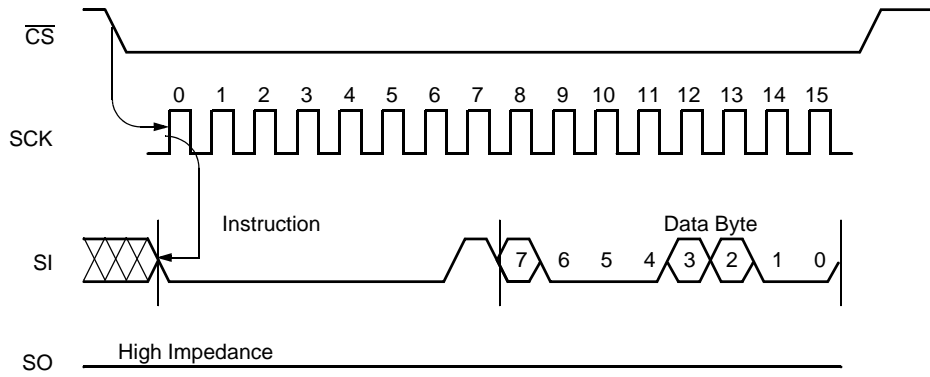 CS
0 1 2 3 4 5 6 7 8 9 10 11 12 13 14 15
SCK
Instruction
Data Byte
SI
7 6 5 4 3 2 1 0
High Impedance
SO